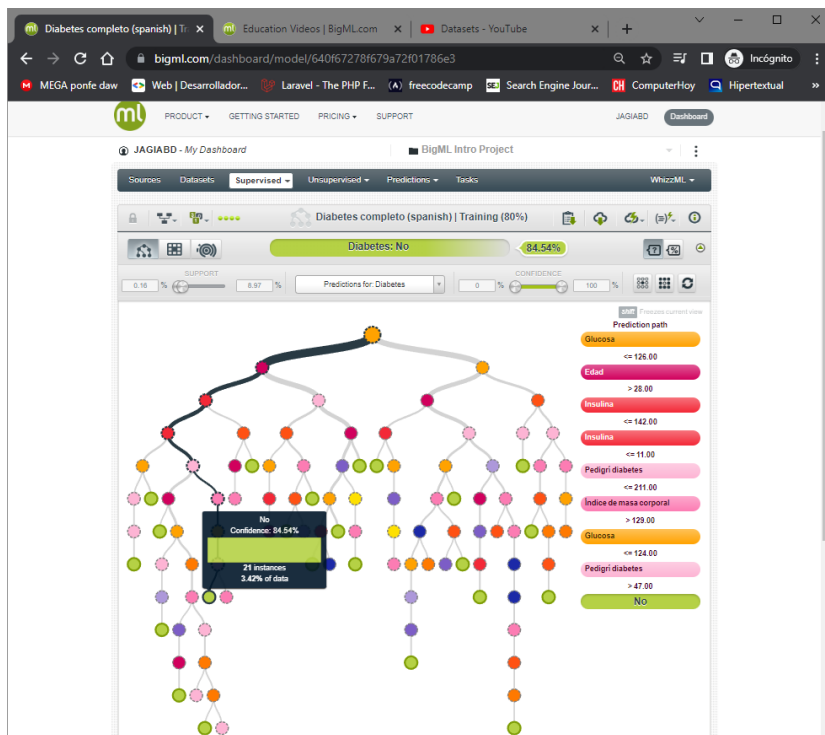 Diabetes completo (spanish) | Tr
Education Videos | BigML.com
Datasets - YouTube
bigml.com/dashboard/model/640f67278f679a72f01786e3
Incógnito
MEGA ponfe daw
Web | Desarrollador...
Laravel - The PHP F...
freecodecamp
Search Engine Jour...
ComputerHoy
Hipertextual
ml
PRODUCT
GETTING STARTED
PRICING
SUPPORT
JAGIABD
Dashboard
JAGIABD - My Dashboard
BigML Intro Project
Sources
Datasets
Supervised
Unsupervised
Predictions
Tasks
WhizzML
Diabetes completo (spanish) | Training (80%)
Diabetes: No
84.54%
SUPPORT
0.16 %
8.97 %
Predictions for: Diabetes
CONFIDENCE
0 %
100 %
Shift Freezes current view
Prediction path
Glucosa
<= 126.00
Edad
> 28.00
Insulina
<= 142.00
Insulina
<= 11.00
Pedigri diabetes
<= 211.00
Índice de masa corporal
> 129.00
Glucosa
<= 124.00
Pedigri diabetes
> 47.00
No
No
Confidence: 84.54%
21 instances
3.42% of data